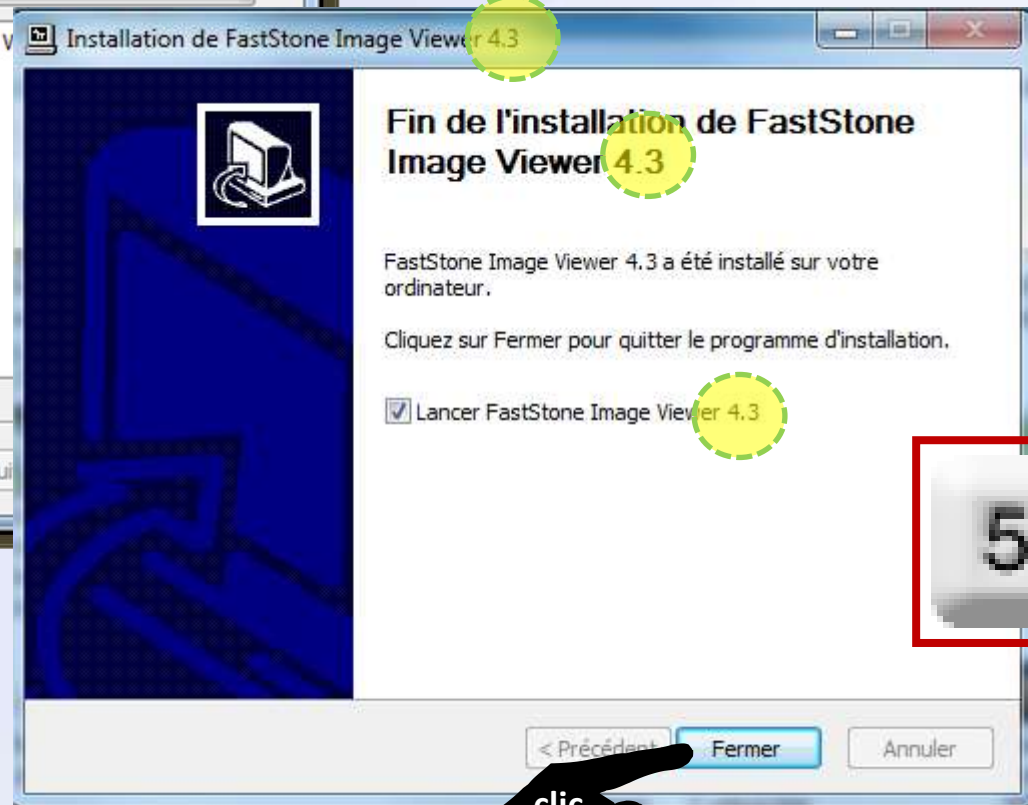 Installation de FastStone Image Viewer 4.3
Fin de l'installation de FastStone
Image Viewer 4.3
FastStone Image Viewer 4.3 a été installé sur votre
ordinateur.
Cliquez sur Fermer pour quitter le programme d'installation.
Lancer FastStone Image Viewer 4.3
5
< Précédent
Fermer
Annuler
clic